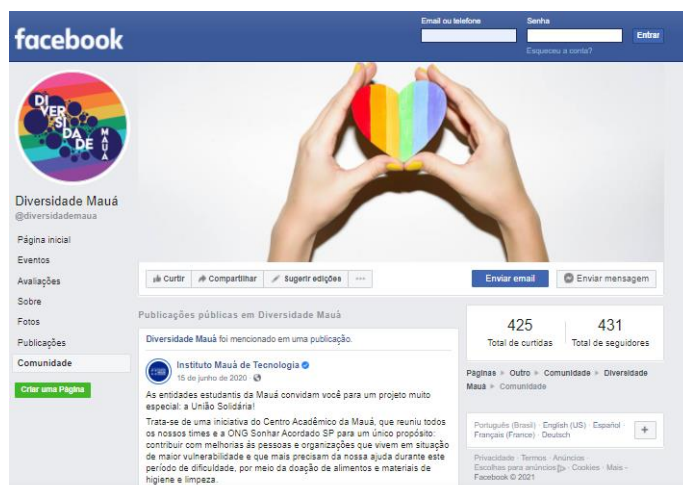 facebook
Email ou telefone
Senha
Entrar
Esqueceu a conta?
DI
VER
SI
DA
DE
MAUÁ
Diversidade Mauá
@diversidademaua
Página inicial
Eventos
Avaliações
Sobre
Fotos
Publicações
Comunidade
Criar uma Página
Curtir
Compartilhar
Sugerir edições
...
Enviar email
Enviar mensagem
Publicações públicas em Diversidade Mauá
Diversidade Mauá foi mencionado em uma publicação.
Instituto Mauá de Tecnologia
15 de junho de 2020 ·
As entidades estudantis da Mauá convidam você para um projeto muito
especial: a União Solidária!
Trata-se de uma iniciativa do Centro Acadêmico da Mauá, que reuniu todos
os nossos times e a ONG Sonhar Acordado SP para um único propósito:
contribuir com melhorias às pessoas e organizações que vivem em situação
de maior vulnerabilidade e que mais precisam da nossa ajuda durante este
período de dificuldade, por meio da doação de alimentos e materiais de
higiene e limpeza.
425
Total de curtidas
431
Total de seguidores
Páginas » Outro » Comunidade » Diversidade
Mauá » Comunidade
Português (Brasil) · English (US) · Español ·
Français (France) · Deutsch
+
Privacidade · Termos · Anúncios ·
Escolhas para anúncios · Cookies · Mais ·
Facebook © 2021